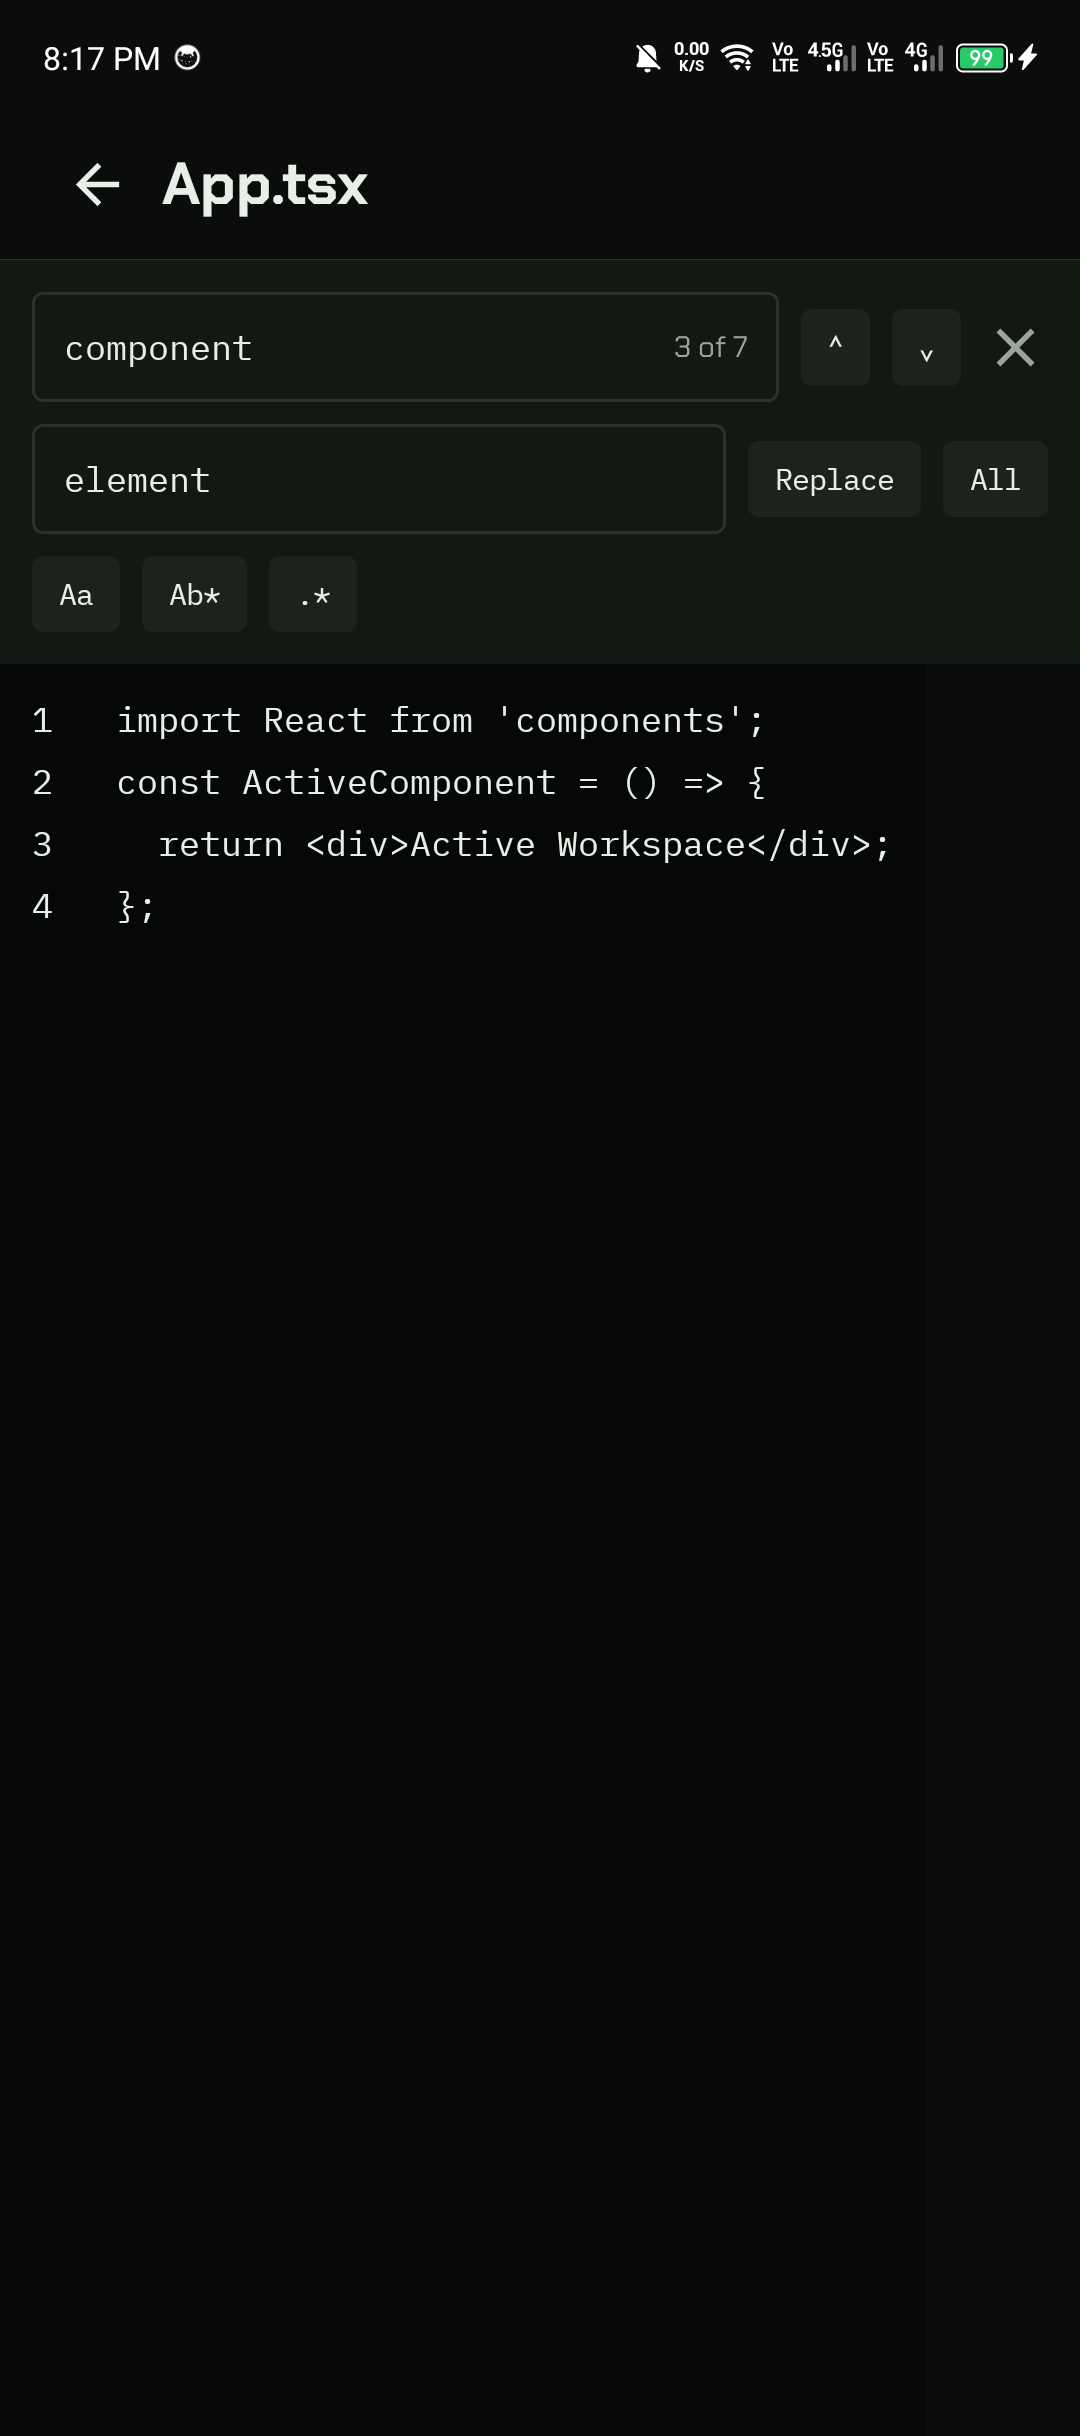 8:17 PM 0.00 K/S Vo LTE 4.5G Vo LTE 4G 99
App.tsx
component 3 of 7 ^ v
element Replace All
Aa Ab* .*
1 import React from 'components';
2 const ActiveComponent = () => {
3   return <div>Active Workspace</div>;
4 };